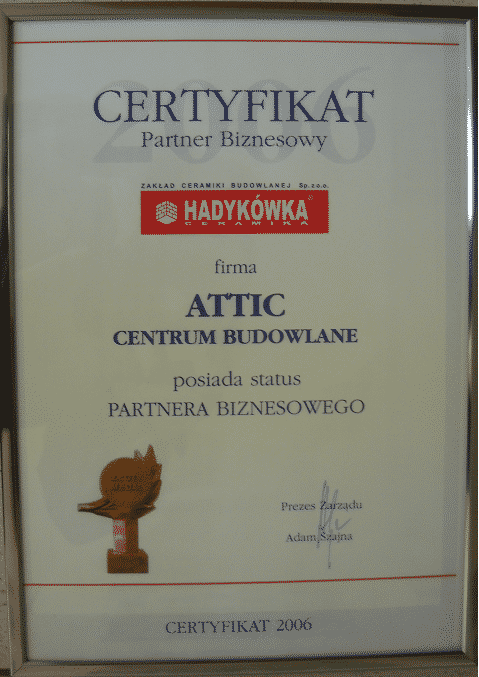 2006
CERTYFIKAT
Partner Biznesowy
ZAKŁAD CERAMIKI BUDOWLANEJ Sp.z.o.o.
HADYKÓWKA®
CERAMIKA
firma
ATTIC
CENTRUM BUDOWLANE
posiada status
PARTNERA BIZNESOWEGO
Prezes Zarządu
Adam Szajna
CERTYFIKAT 2006